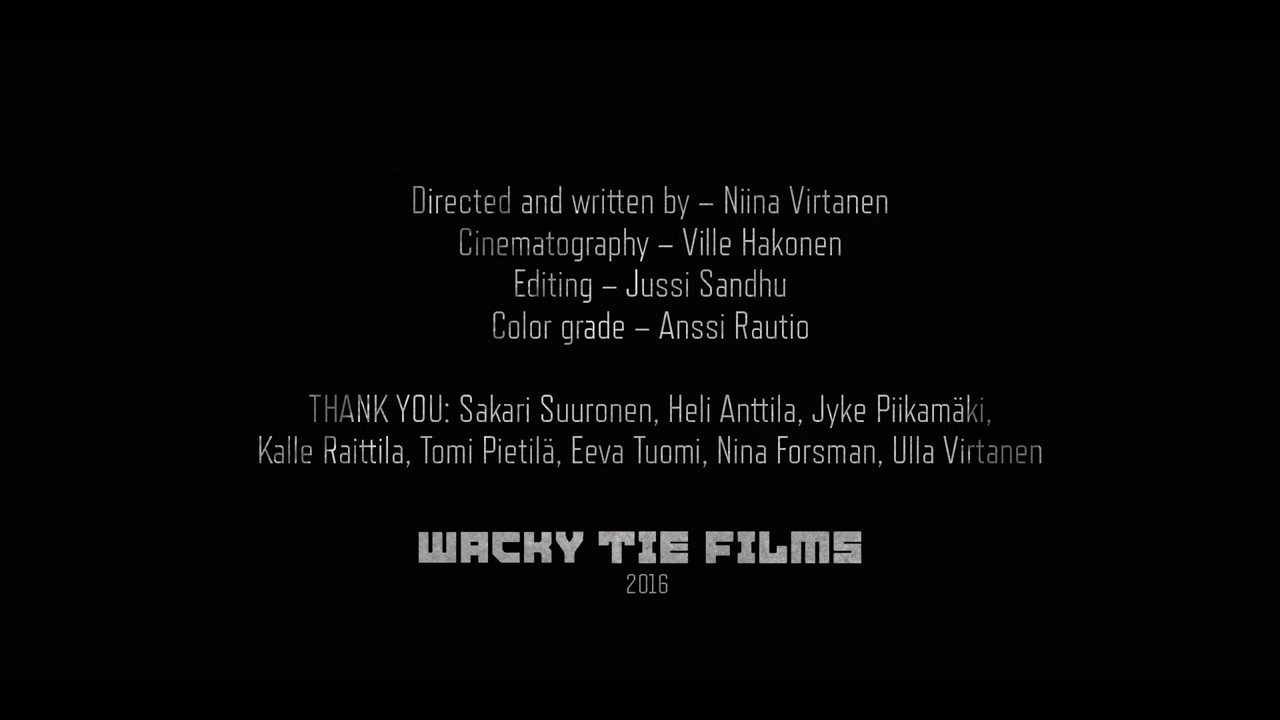 Directed and written by – Niina Virtanen
Cinematography – Ville Hakonen
Editing – Jussi Sandhu
Color grade – Anssi Rautio
THANK YOU: Sakari Suuronen, Heli Anttila, Jyke Piikamäki,
Kalle Raittila, Tomi Pietilä, Eeva Tuomi, Nina Forsman, Ulla Virtanen
WACKY TIE FILMS
2016